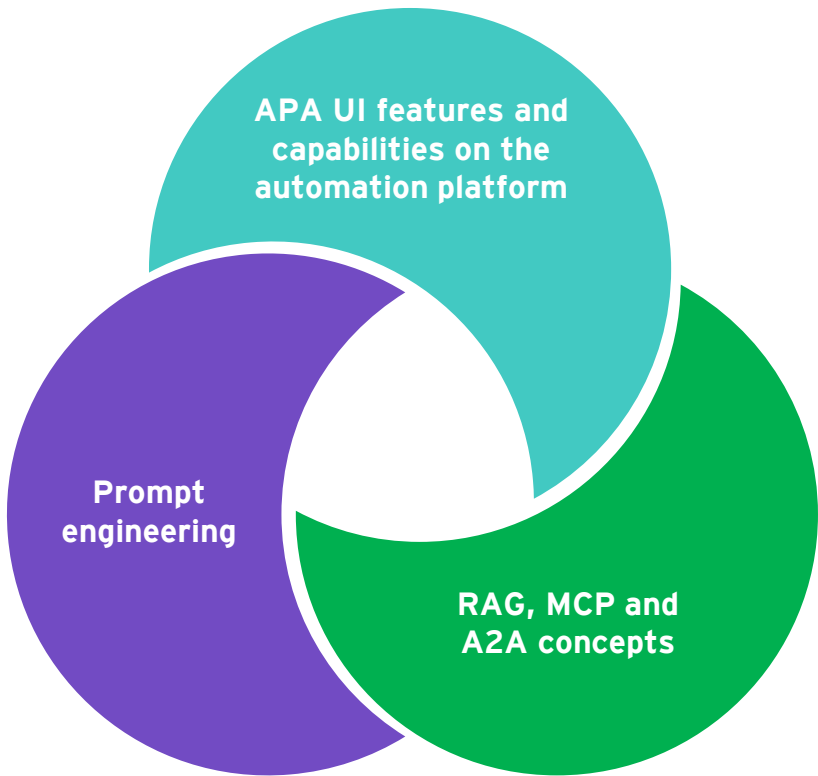 APA UI features and
capabilities on the
automation platform
Prompt
engineering
RAG, MCP and
A2A concepts